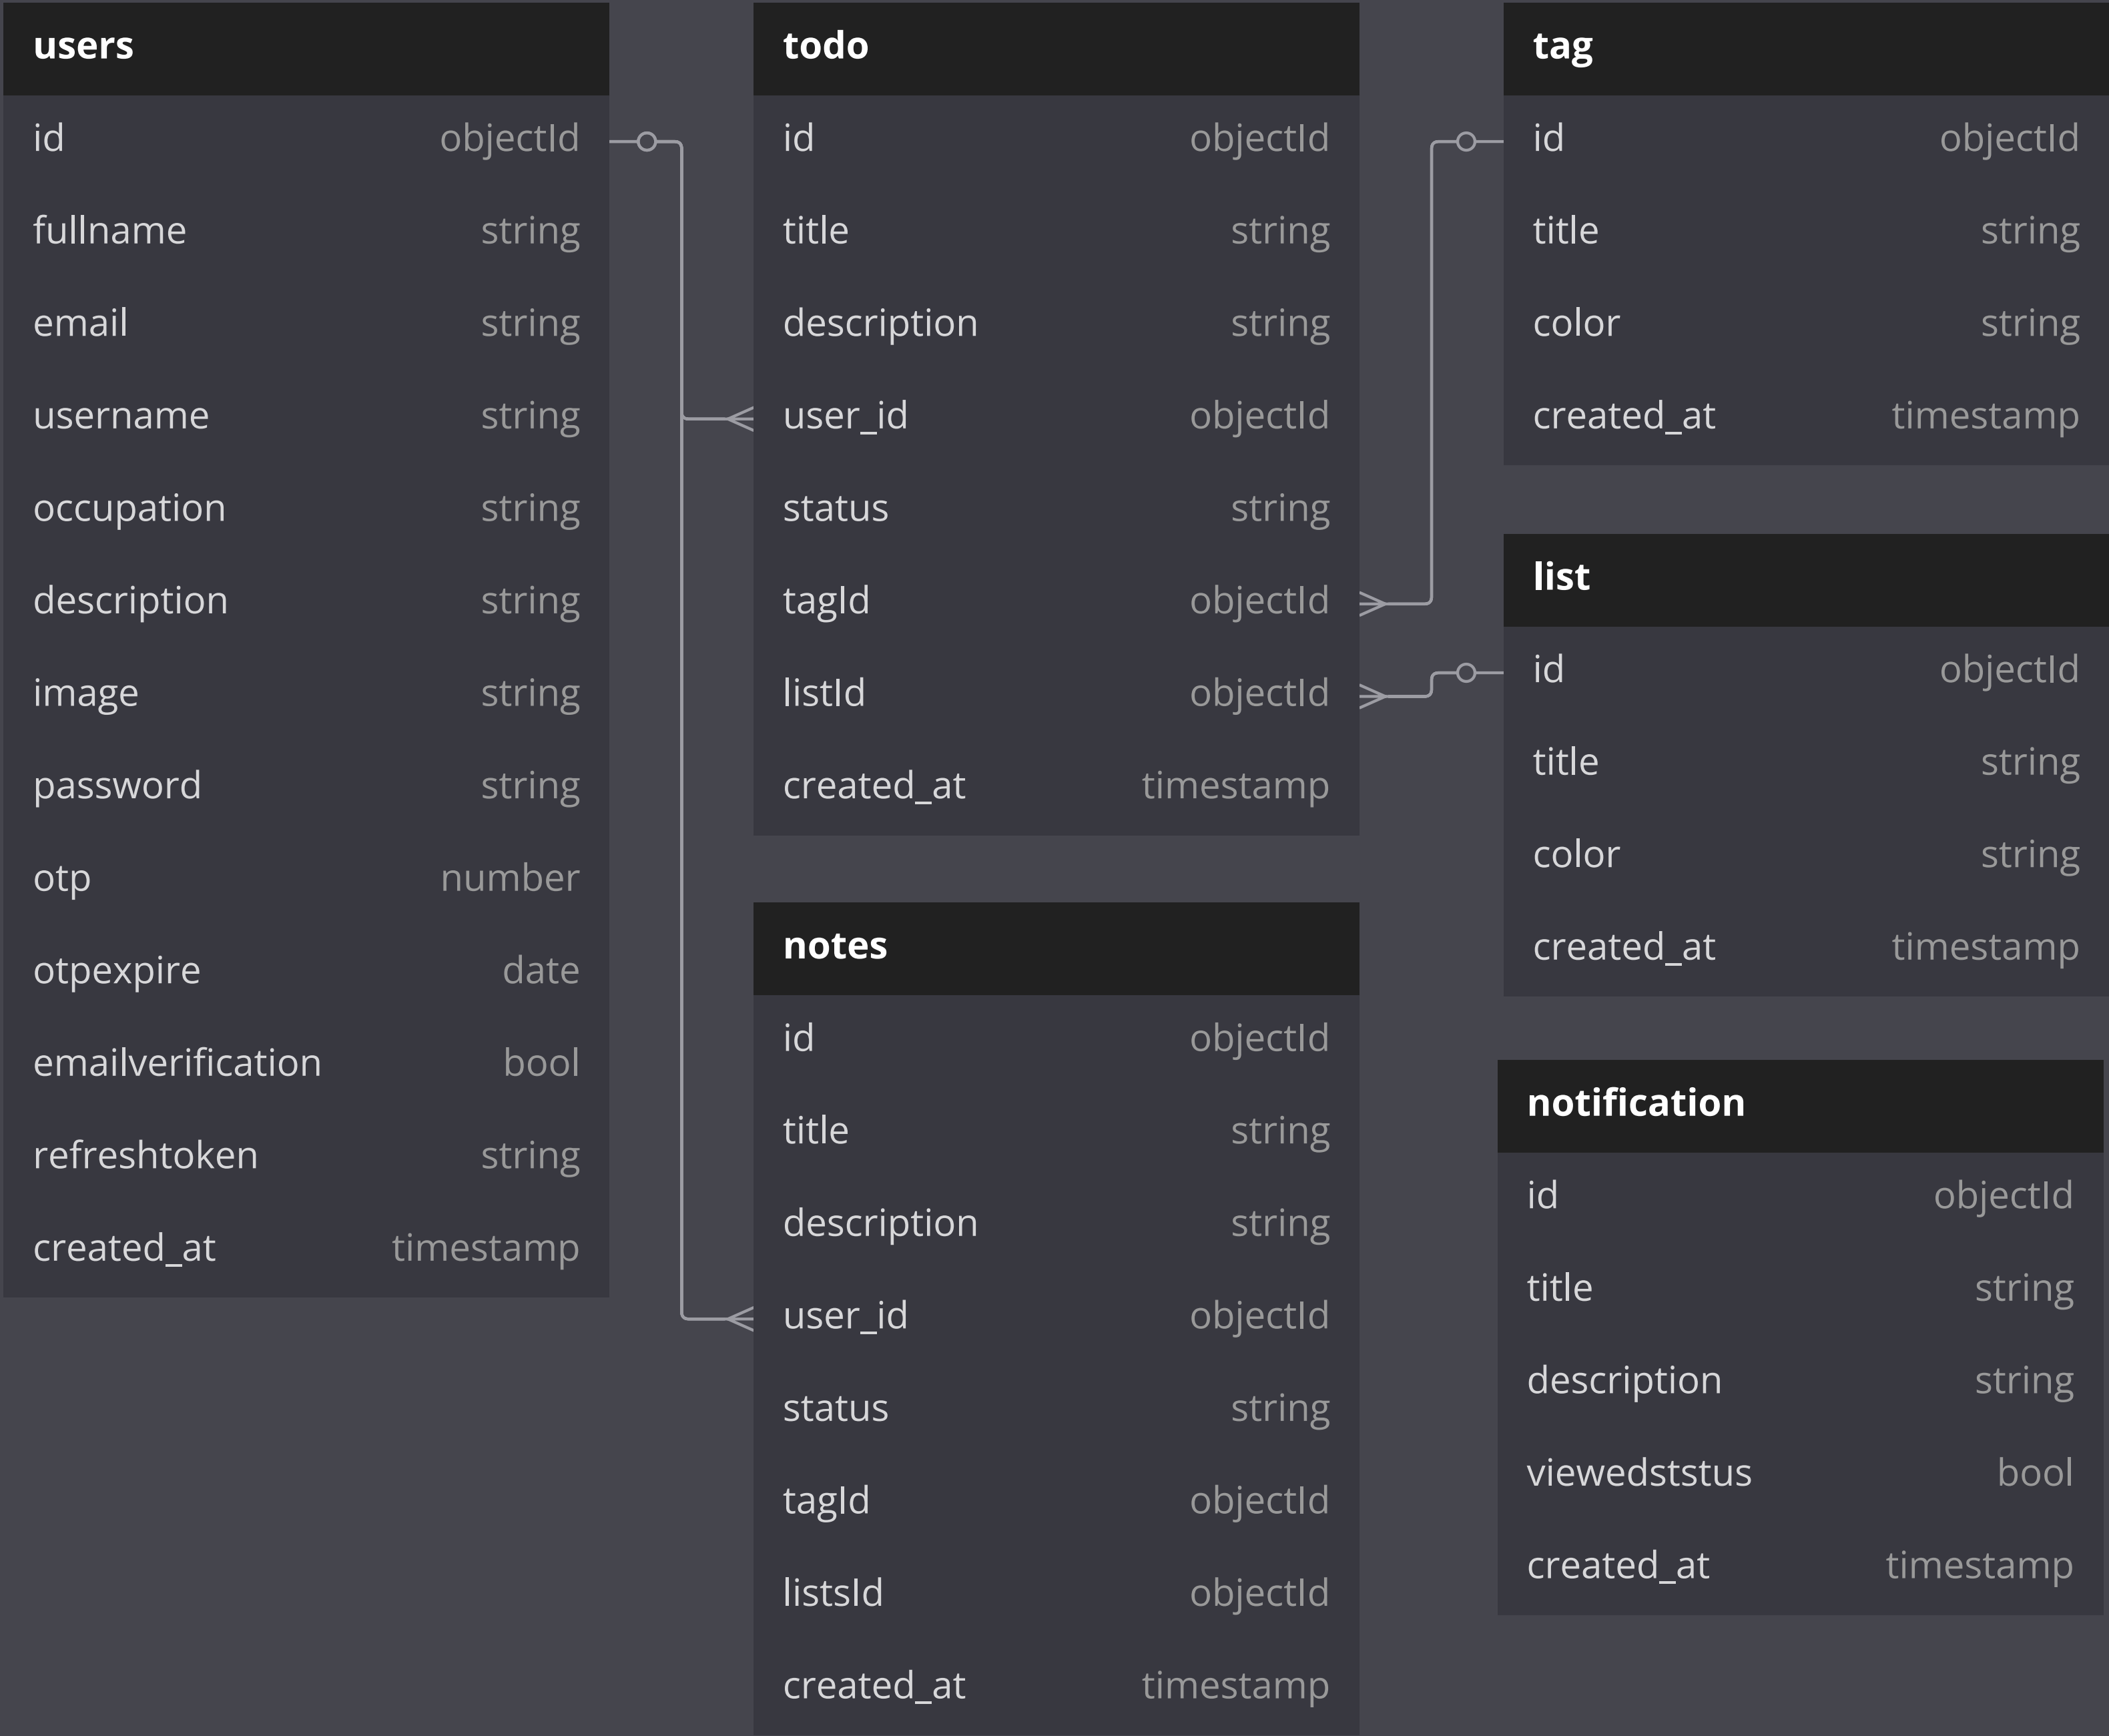 users
id objectId
fullname string
email string
username string
occupation string
description string
image string
password string
otp number
otpexpire date
emailverification bool
refreshtoken string
created_at timestamp
todo
id objectId
title string
description string
user_id objectId
status string
tagId objectId
listId objectId
created_at timestamp
notes
id objectId
title string
description string
user_id objectId
status string
tagId objectId
listsId objectId
created_at timestamp
tag
id objectId
title string
color string
created_at timestamp
list
id objectId
title string
color string
created_at timestamp
notification
id objectId
title string
description string
viewedststus bool
created_at timestamp